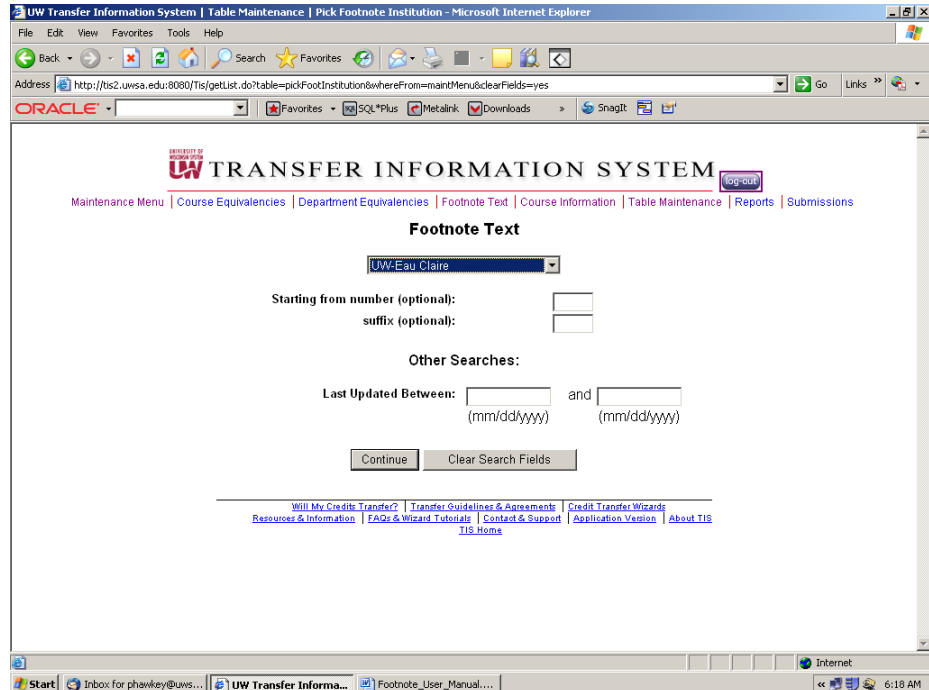 UW Transfer Information System | Table Maintenance | Pick Footnote Institution - Microsoft Internet Explorer
File Edit View Favorites Tools Help
Back Search Favorites
Address http://tis2.uwsa.edu:8080/Tis/getList.do?table=pickFootInstitution&whereFrom=maintMenu&clearFields=yes Go Links »
ORACLE Favorites SQL*Plus Metalink Downloads » SnagIt
UNIVERSITY OF WISCONSIN SYSTEM
UW TRANSFER INFORMATION SYSTEM log-out
Maintenance Menu | Course Equivalencies | Department Equivalencies | Footnote Text | Course Information | Table Maintenance | Reports | Submissions
Footnote Text
UW-Eau Claire
Starting from number (optional):
suffix (optional):
Other Searches:
Last Updated Between: and
(mm/dd/yyyy) (mm/dd/yyyy)
Continue Clear Search Fields
Will My Credits Transfer? | Transfer Guidelines & Agreements | Credit Transfer Wizards
Resources & Information | FAQs & Wizard Tutorials | Contact & Support | Application Version | About TIS
TIS Home
Internet
Start Inbox for phawkey@uws... UW Transfer Informa... Footnote_User_Manual.... « 6:18 AM